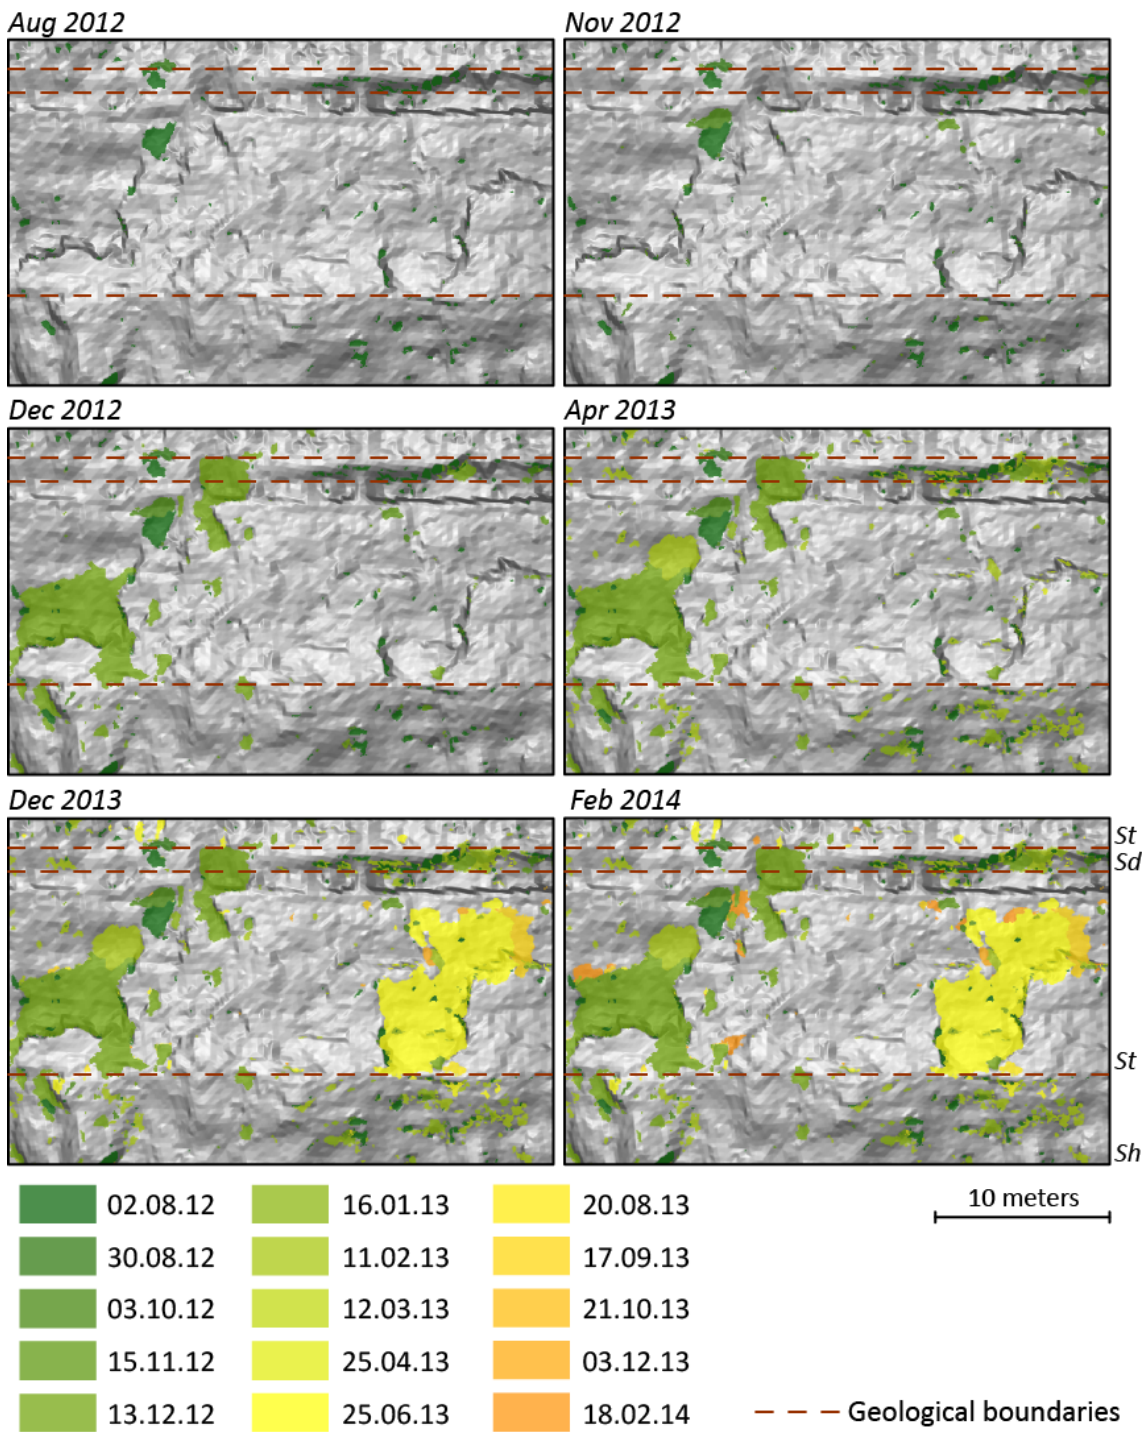 Aug 2012
Nov 2012
Dec 2012
Apr 2013
Dec 2013
Feb 2014
St
Sd
St
Sh
02.08.12
30.08.12
03.10.12
15.11.12
13.12.12
16.01.13
11.02.13
12.03.13
25.04.13
25.06.13
20.08.13
17.09.13
21.10.13
03.12.13
18.02.14
10 meters
Geological boundaries